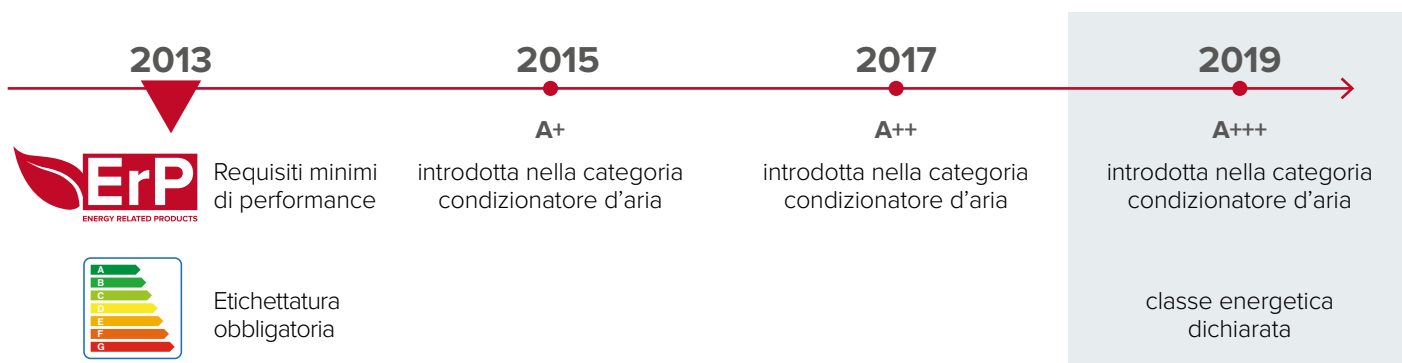 2013
2015
2017
2019
ErP
ENERGY RELATED PRODUCTS
Requisiti minimi
di performance
A+
introdotta nella categoria
condizionatore d’aria
A++
introdotta nella categoria
condizionatore d’aria
A+++
introdotta nella categoria
condizionatore d’aria
A
B
C
D
E
F
G
Etichettatura
obbligatoria
classe energetica
dichiarata